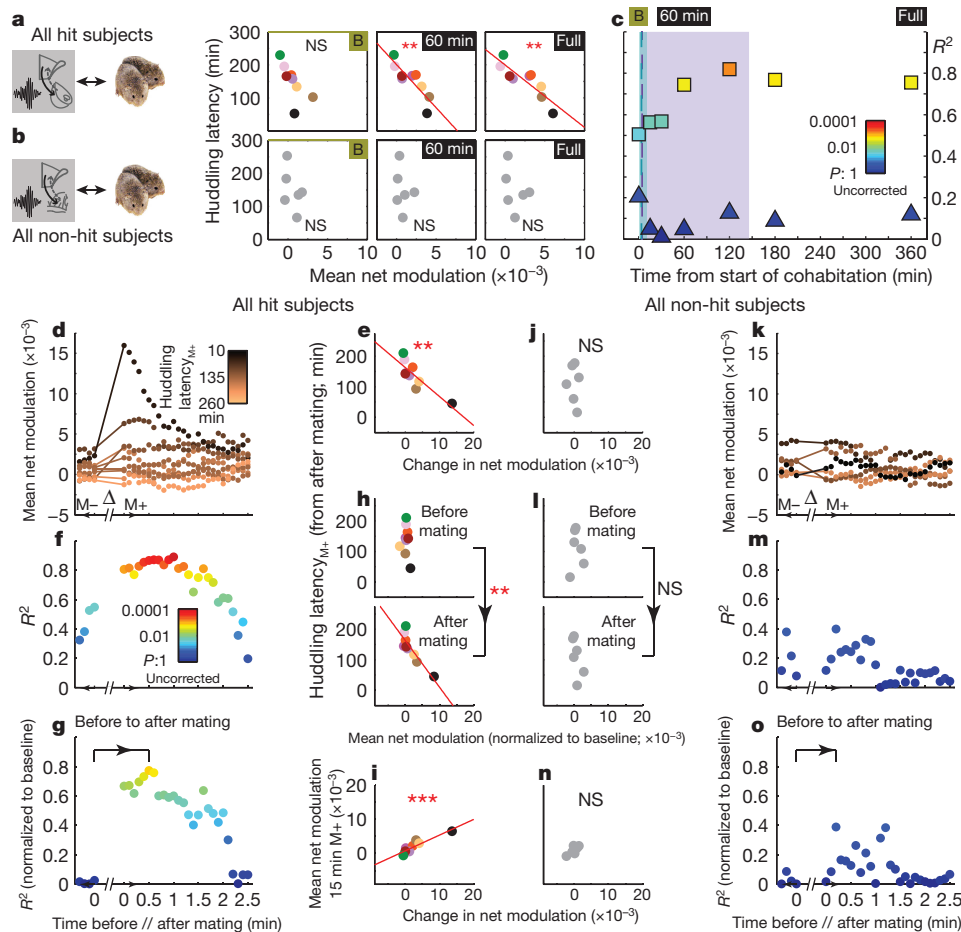 a
All hit subjects
b
All non-hit subjects
Huddling latency (min)
300
200
100
0
300
200
100
0
NS
B
**
60 min
**
Full
B
NS
60 min
NS
Full
NS
0
5
10
0
5
10
0
5
10
Mean net modulation (×10⁻³)
c
B
60 min
Full
R²
0.8
0.6
0.4
0.2
0
0.0001
0.01
P: 1
Uncorrected
0
60
120
180
240
300
360
Time from start of cohabitation (min)
All hit subjects
All non-hit subjects
d
Mean net modulation (×10⁻³)
15
10
5
0
−5
10
135
260
min
Huddling
latency M+
M−
Δ
M+
e
**
200
100
0
0
10
20
Change in net modulation (×10⁻³)
j
NS
0
10
20
k
Mean net modulation (×10⁻³)
15
10
5
0
−5
M−
Δ
M+
f
R²
0.8
0.6
0.4
0.2
0
0.0001
0.01
P:1
Uncorrected
Huddling latency M+ (from after mating; min)
h
Before
mating
200
100
0
**
After
mating
200
100
0
0
10
20
l
Before
mating
NS
After
mating
0
10
20
Mean net modulation (normalized to baseline; ×10⁻³)
m
R²
0.8
0.6
0.4
0.2
0
g
Before to after mating
R² (normalized to baseline)
0.8
0.6
0.4
0.2
0
0
0
0.5
1
1.5
2
2.5
Time before // after mating (min)
i
***
Mean net modulation
15 min M+ (×10⁻³)
20
10
0
0
10
20
Change in net modulation (×10⁻³)
n
NS
0
10
20
o
Before to after mating
R² (normalized to baseline)
0.8
0.6
0.4
0.2
0
0
0
0.5
1
1.5
2
2.5
Time before // after mating (min)